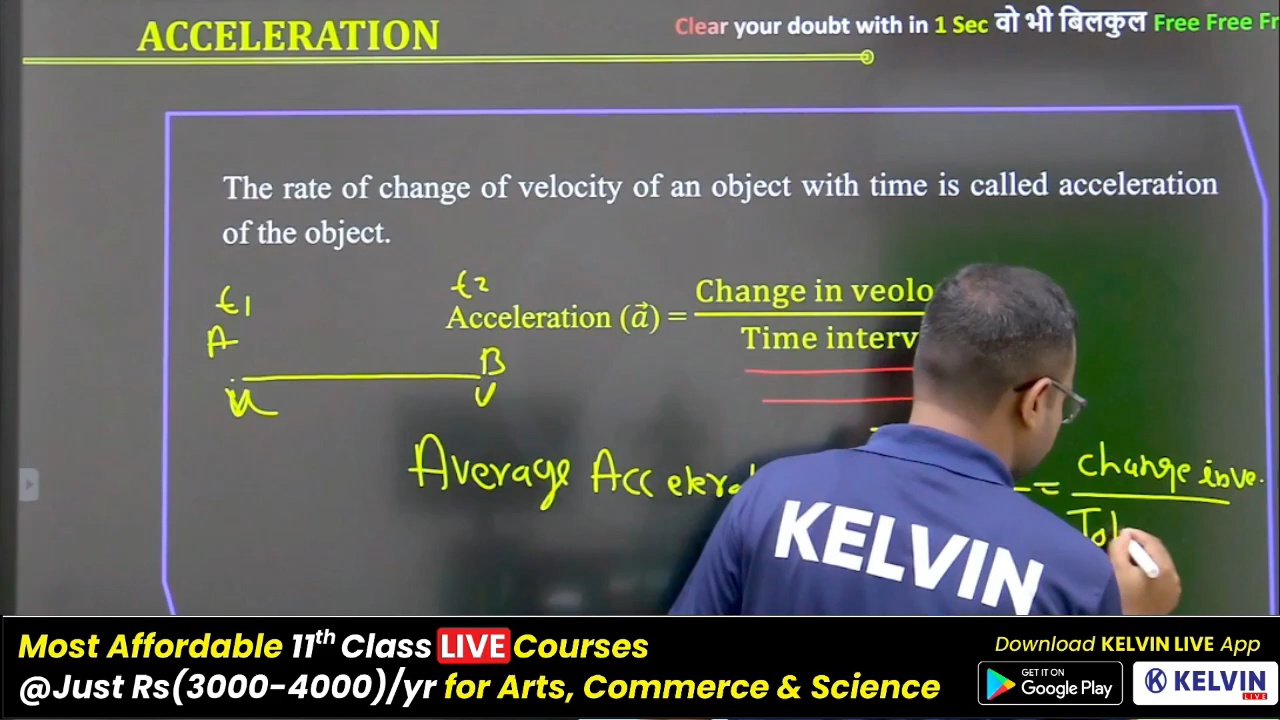 ACCELERATION
Clear your doubt with in 1 Sec वो भी बिलकुल Free Free Fr
The rate of change of velocity of an object with time is called acceleration
of the object.
t1
t2
Acceleration (a⃗) =
Change in veolo
Time interv
A
B
u
v
Average Accelera
= change in ve.
Tot
KELVIN
Most Affordable 11th Class LIVE Courses
@Just Rs(3000-4000)/yr for Arts, Commerce & Science
Download KELVIN LIVE App
GET IT ON
Google Play
KELVIN
LIVE